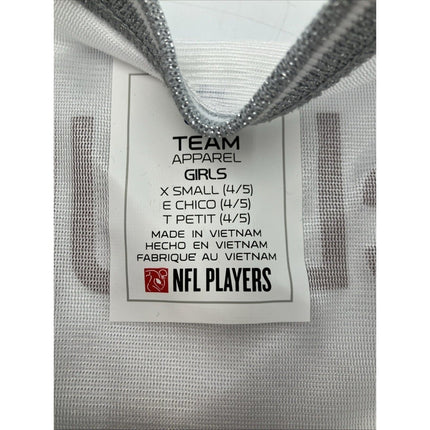 TEAM
APPAREL
GIRLS
X SMALL (4/5)
E CHICO (4/5)
T PETIT (4/5)
MADE IN VIETNAM
HECHO EN VIETNAM
FABRIQUE AU VIETNAM
NFL PLAYERS